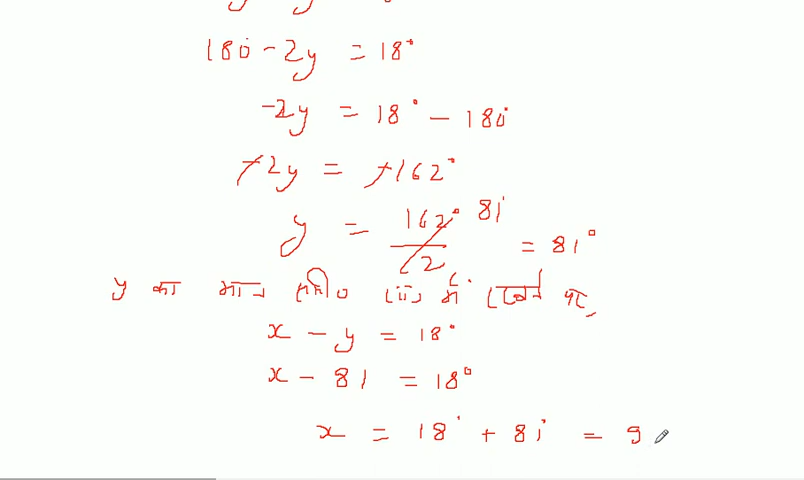 180° - 2y = 18°
-2y = 18° - 180°
-2y = -162°
y = 162°/2 81 = 81°
y का मान समी० (ii) में रखने पर,
x - y = 18°
x - 81 = 18°
x = 18° + 81° = 9